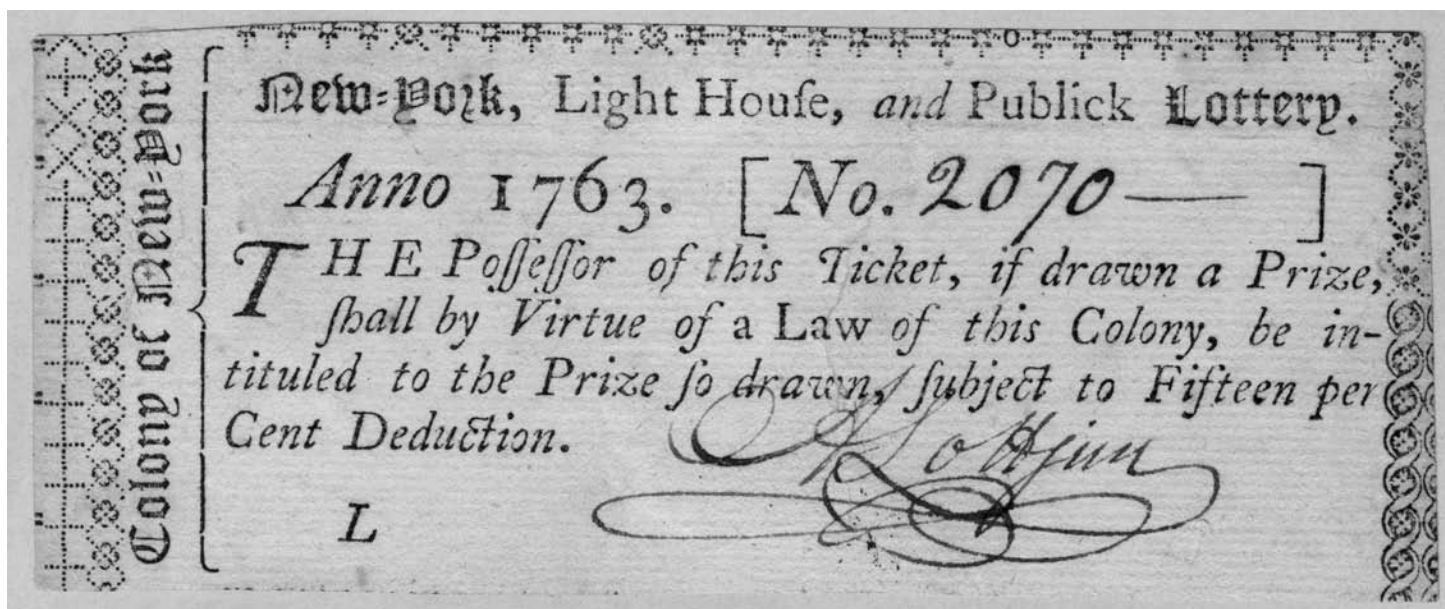 Colony of New=York
New=York, Light Houſe, and Publick Lottery.
Anno 1763. [ No. 2070— ]
THE Poſſeſſor of this Ticket, if drawn a Prize,
ſhall by Virtue of a Law of this Colony, be in-
tituled to the Prize ſo drawn, ſubject to Fifteen per
Cent Deduction.
L